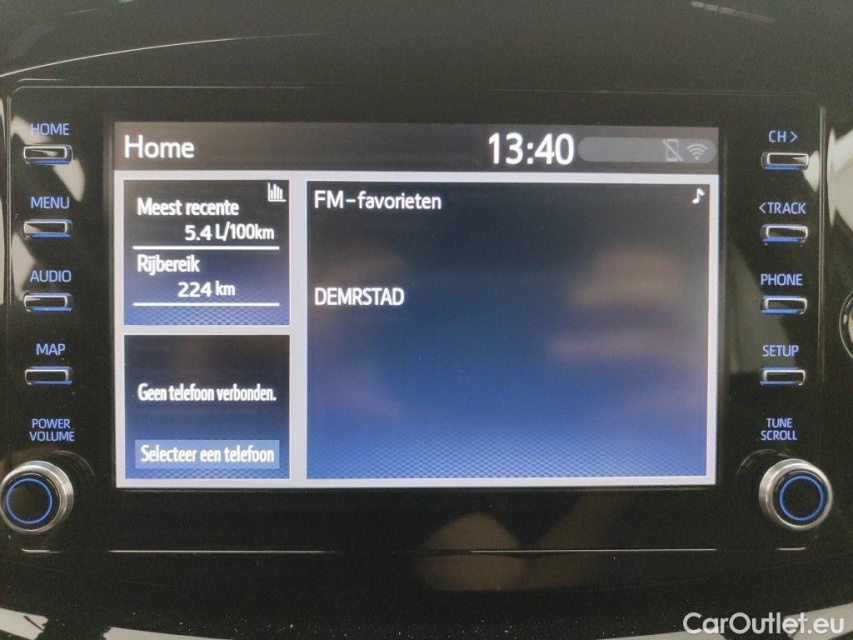 HOME
MENU
AUDIO
MAP
POWER
VOLUME
Home
13:40
Meest recente
5.4 L/100km
Rijbereik
224 km
Geen telefoon verbonden.
Selecteer een telefoon
FM-favorieten
DEMRSTAD
CH >
<TRACK
PHONE
SETUP
TUNE
SCROLL
CarOutlet.eu